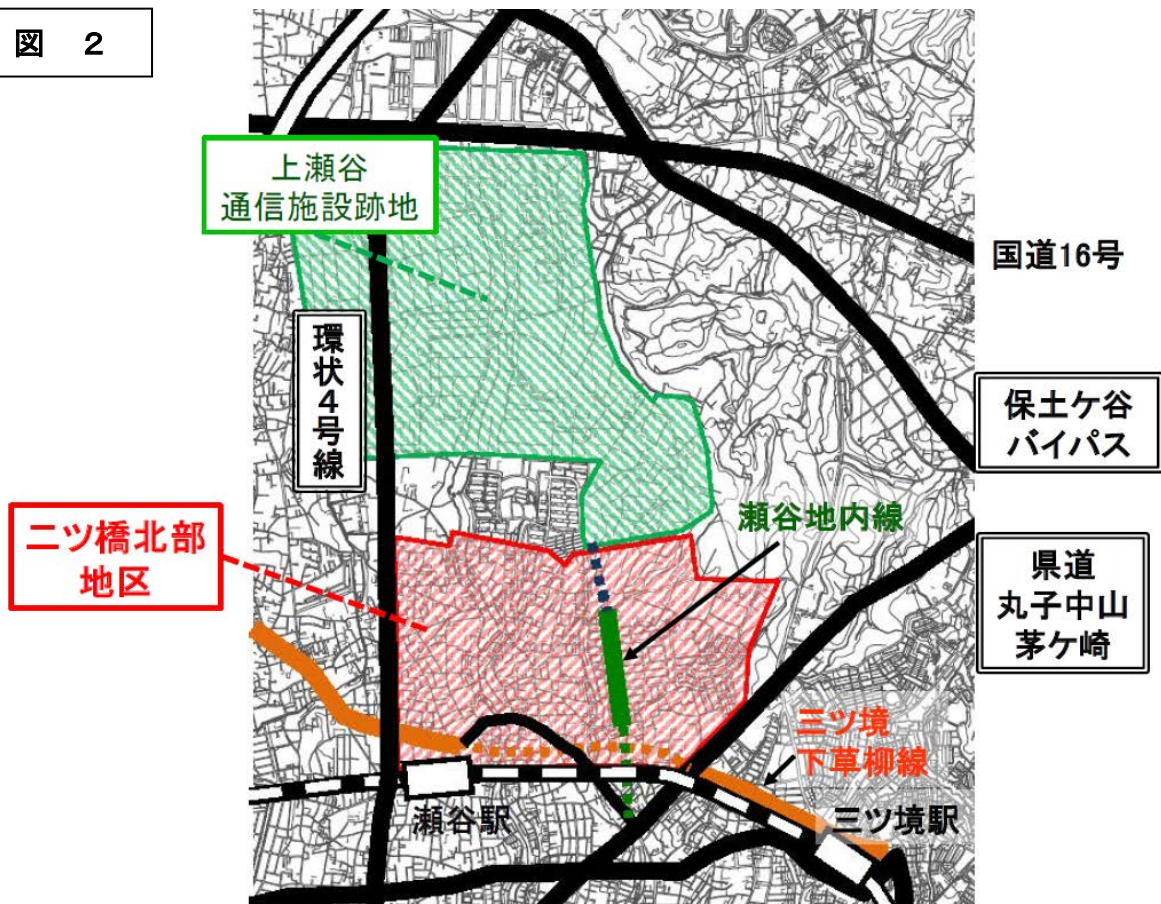 図 2
上瀬谷
通信施設跡地
国道16号
環状4号線
保土ケ谷
バイパス
瀬谷地内線
二ツ橋北部
地区
県道
丸子中山
茅ケ崎
三ツ境
下草柳線
瀬谷駅
三ツ境駅